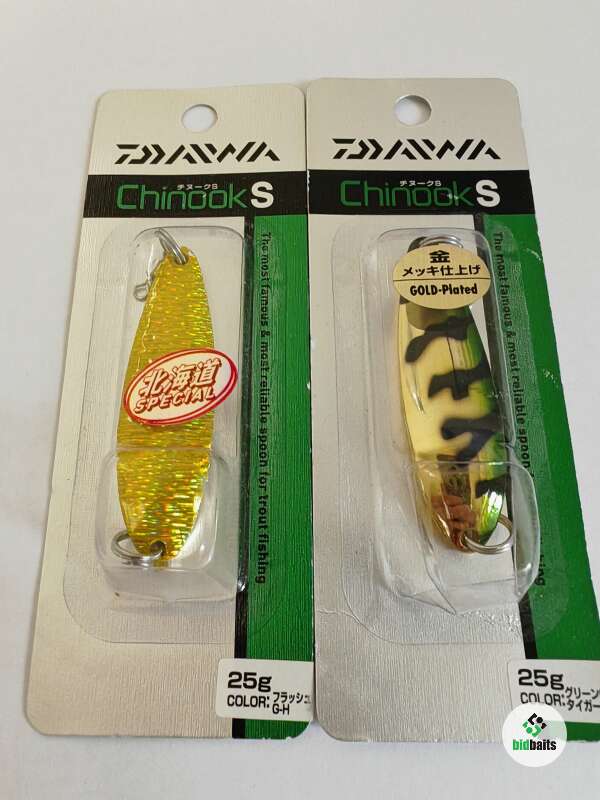 DAIWA
チヌークS
Chinook S
The most famous & most reliable spoon for trout fishing
北海道
SPECIAL
25g
COLOR: フラッシュ
G-H
DAIWA
チヌークS
Chinook S
金
メッキ仕上げ
GOLD-Plated
The most famous & most reliable spoon
25g
COLOR: グリーン
タイガー
bidbaits